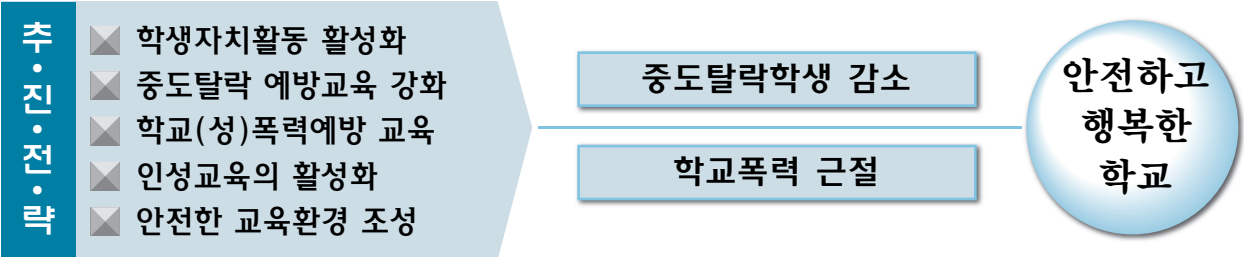 추·진·전·략
학생자치활동 활성화
중도탈락 예방교육 강화
학교(성)폭력예방 교육
인성교육의 활성화
안전한 교육환경 조성
중도탈락학생 감소
학교폭력 근절
안전하고
행복한
학교